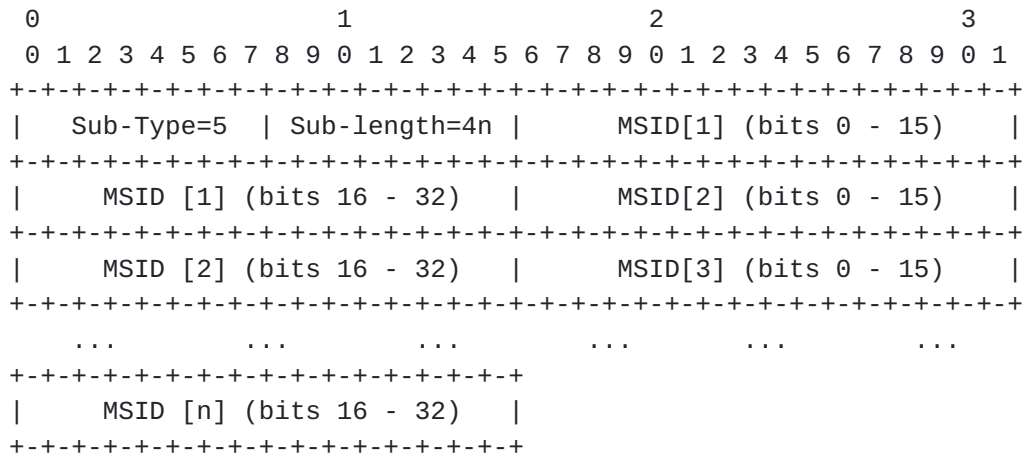 0                   1                   2                   3
 0 1 2 3 4 5 6 7 8 9 0 1 2 3 4 5 6 7 8 9 0 1 2 3 4 5 6 7 8 9 0 1
+-+-+-+-+-+-+-+-+-+-+-+-+-+-+-+-+-+-+-+-+-+-+-+-+-+-+-+-+-+-+-+-+
|   Sub-Type=5  | Sub-length=4n |      MSID[1] (bits 0 - 15)    |
+-+-+-+-+-+-+-+-+-+-+-+-+-+-+-+-+-+-+-+-+-+-+-+-+-+-+-+-+-+-+-+-+
|     MSID [1] (bits 16 - 32)   |      MSID[2] (bits 0 - 15)    |
+-+-+-+-+-+-+-+-+-+-+-+-+-+-+-+-+-+-+-+-+-+-+-+-+-+-+-+-+-+-+-+-+
|     MSID [2] (bits 16 - 32)   |      MSID[3] (bits 0 - 15)    |
+-+-+-+-+-+-+-+-+-+-+-+-+-+-+-+-+-+-+-+-+-+-+-+-+-+-+-+-+-+-+-+-+
    ...        ...        ...        ...       ...        ...
+-+-+-+-+-+-+-+-+-+-+-+-+-+-+-+-+
|     MSID [n] (bits 16 - 32)   |
+-+-+-+-+-+-+-+-+-+-+-+-+-+-+-+-+